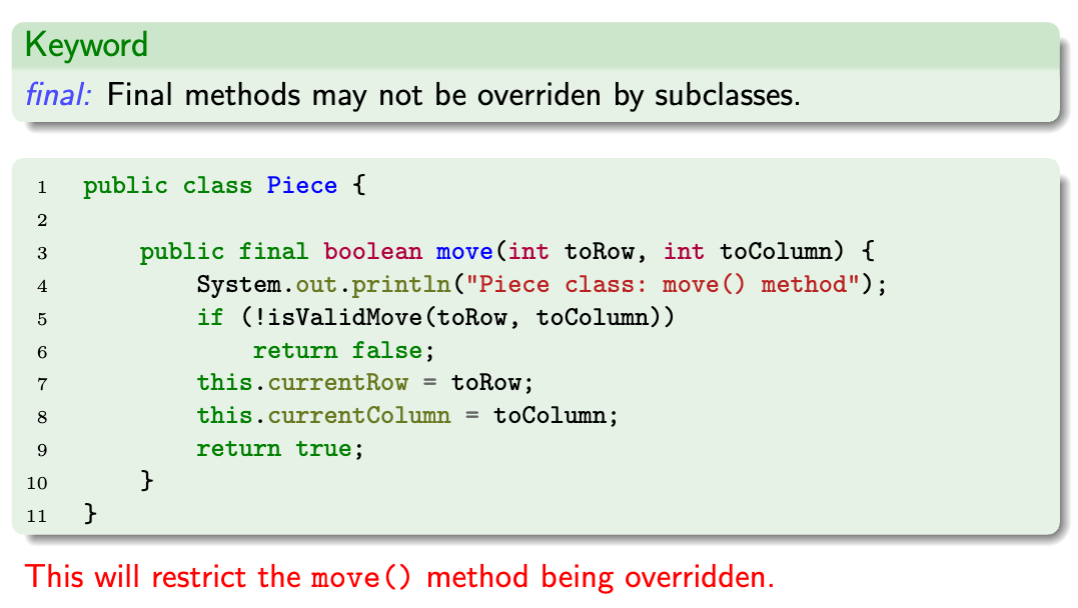 Keyword
final: Final methods may not be overriden by subclasses.
1 public class Piece {
2
3     public final boolean move(int toRow, int toColumn) {
4         System.out.println("Piece class: move() method");
5         if (!isValidMove(toRow, toColumn))
6             return false;
7         this.currentRow = toRow;
8         this.currentColumn = toColumn;
9         return true;
10     }
11 }
This will restrict the move() method being overridden.